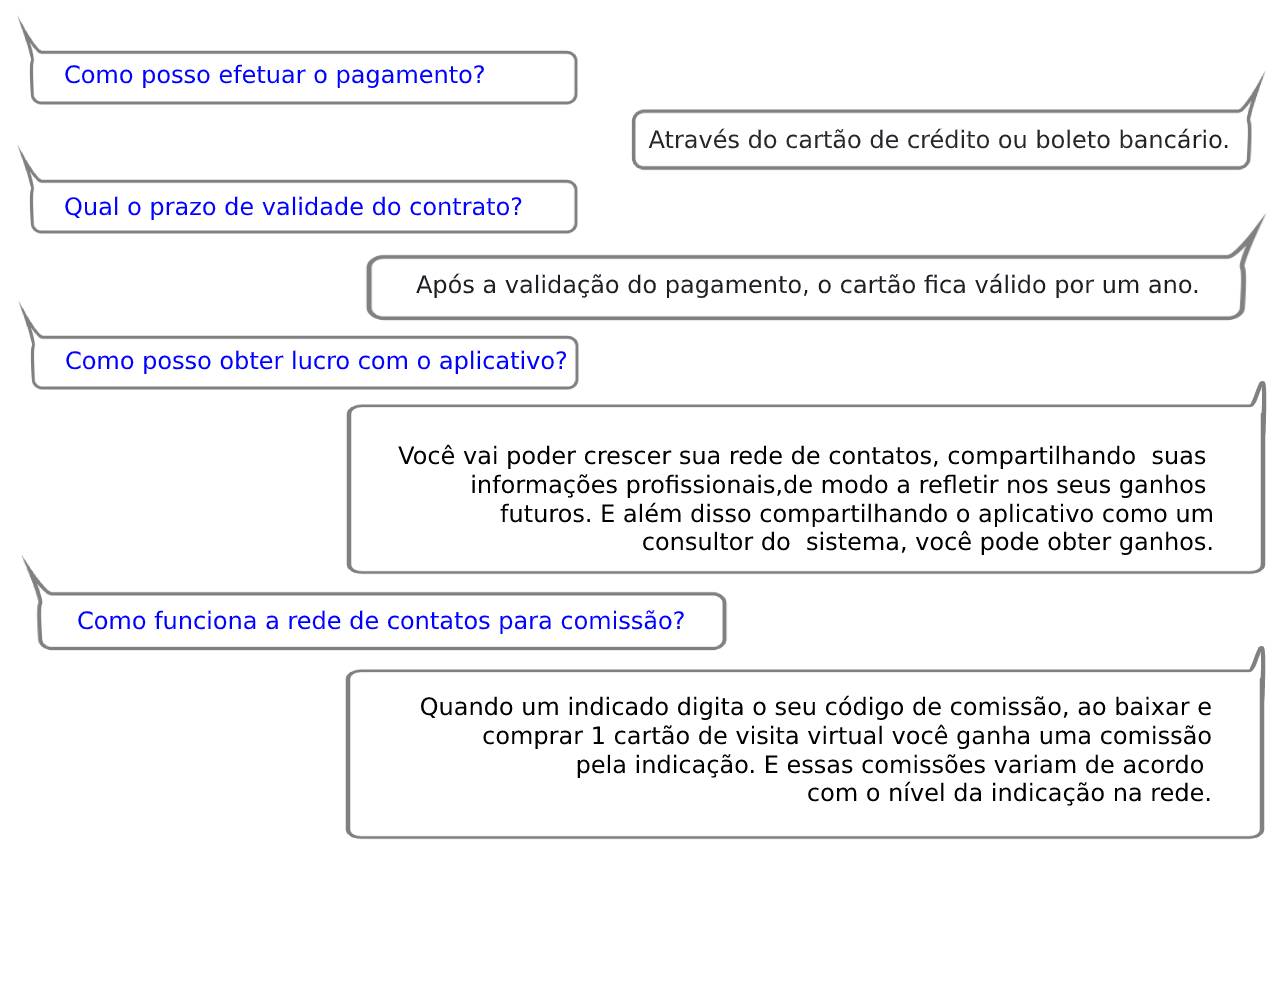 Como posso efetuar o pagamento?
Através do cartão de crédito ou boleto bancário.
Qual o prazo de validade do contrato?
Após a validação do pagamento, o cartão fica válido por um ano.
Como posso obter lucro com o aplicativo?
Você vai poder crescer sua rede de contatos, compartilhando  suas
informações profissionais,de modo a refletir nos seus ganhos
futuros. E além disso compartilhando o aplicativo como um
consultor do  sistema, você pode obter ganhos.
Como funciona a rede de contatos para comissão?
Quando um indicado digita o seu código de comissão, ao baixar e
comprar 1 cartão de visita virtual você ganha uma comissão
pela indicação. E essas comissões variam de acordo
com o nível da indicação na rede.